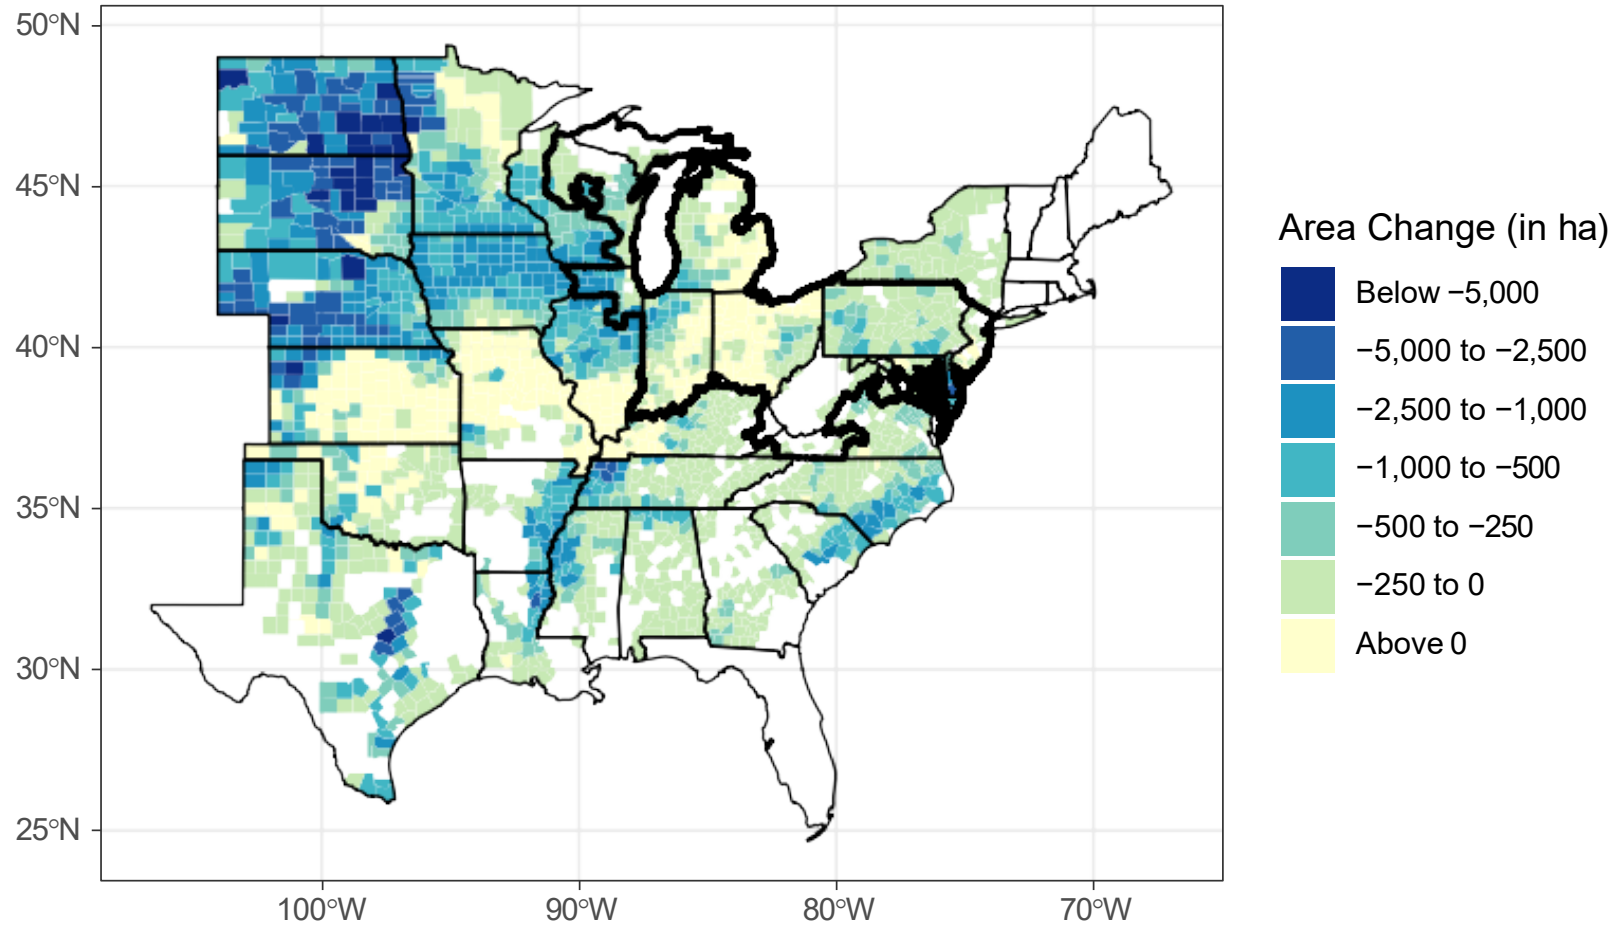 50°N
45°N
40°N
35°N
30°N
25°N
100°W
90°W
80°W
70°W
Area Change (in ha)
Below −5,000
−5,000 to −2,500
−2,500 to −1,000
−1,000 to −500
−500 to −250
−250 to 0
Above 0